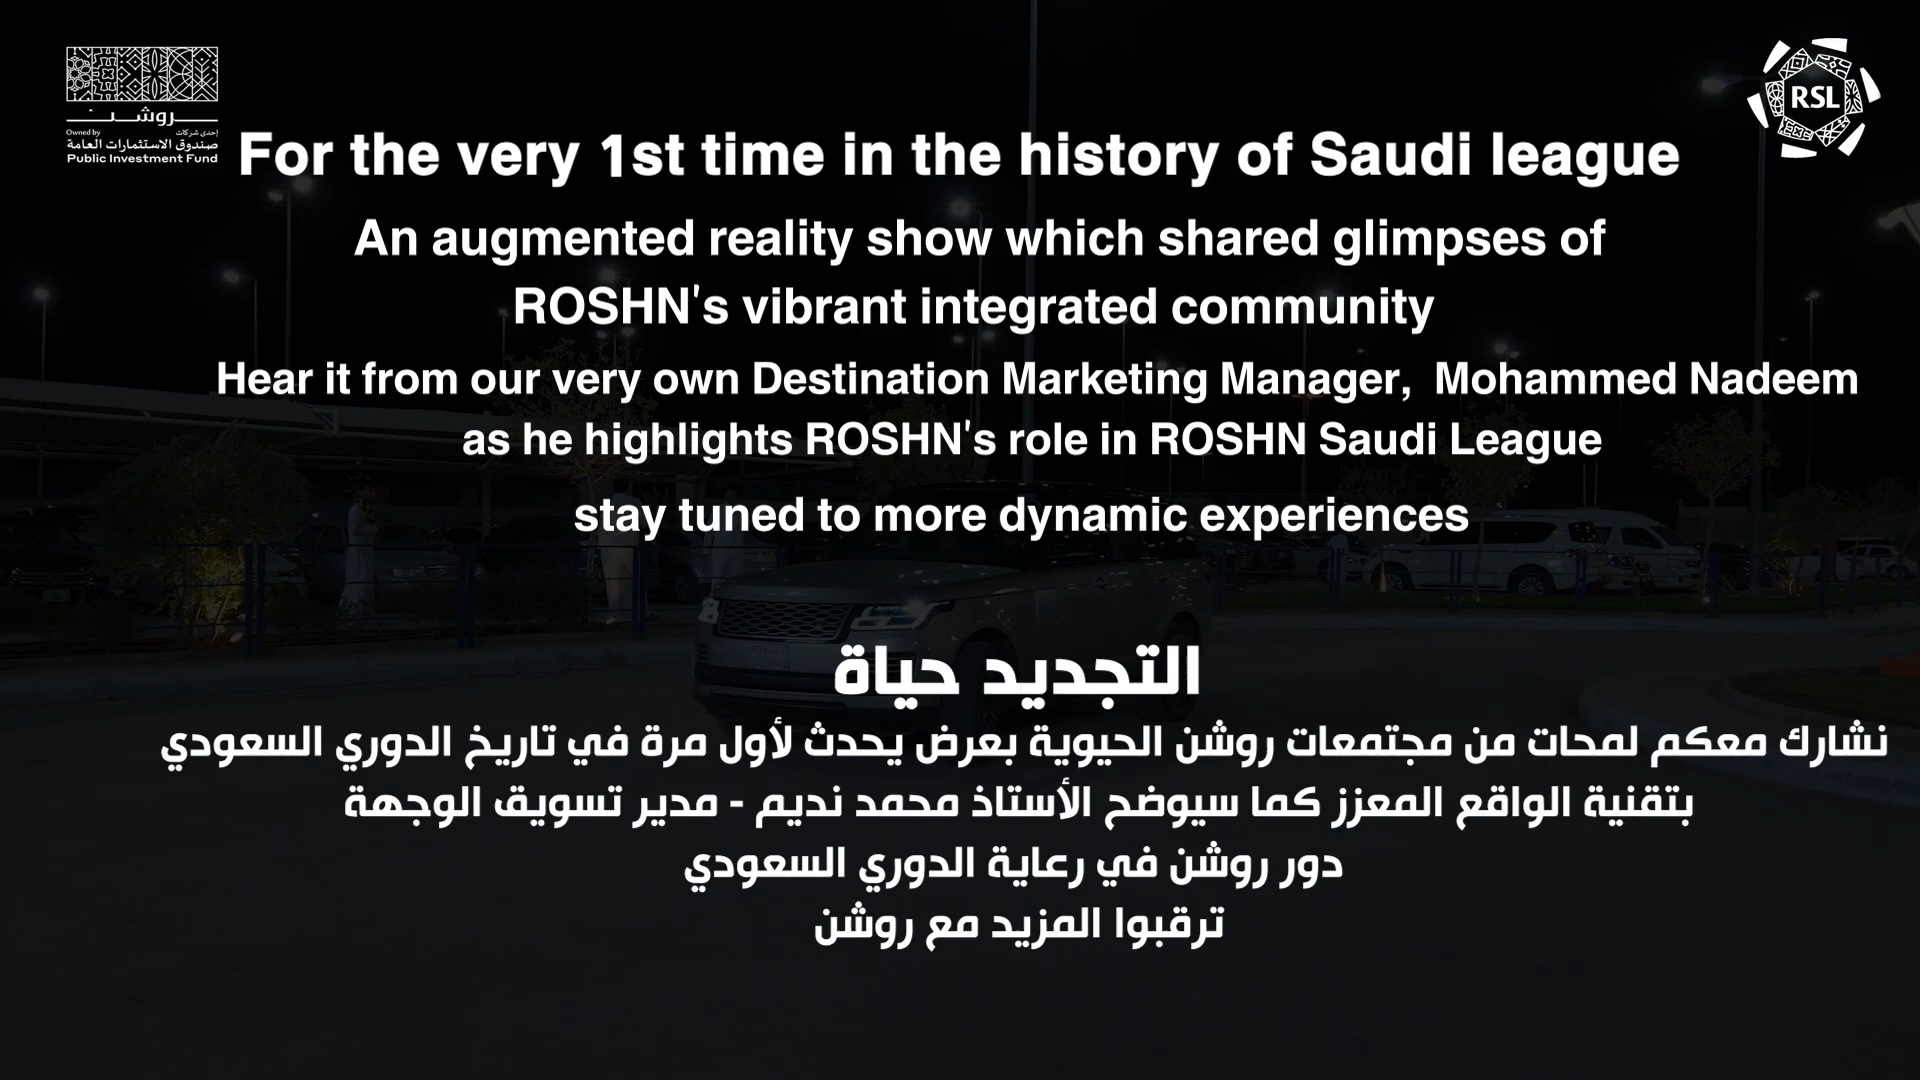 روشن
Owned by إحدى شركات
صندوق الاستثمارات العامة
Public Investment Fund
RSL
For the very 1st time in the history of Saudi league
An augmented reality show which shared glimpses of
ROSHN's vibrant integrated community
Hear it from our very own Destination Marketing Manager, Mohammed Nadeem
as he highlights ROSHN's role in ROSHN Saudi League
stay tuned to more dynamic experiences
التجديد حياة
نشارك معكم لمحات من مجتمعات روشن الحيوية بعرض يحدث لأول مرة في تاريخ الدوري السعودي
بتقنية الواقع المعزز كما سيوضح الأستاذ محمد نديم - مدير تسويق الوجهة
دور روشن في رعاية الدوري السعودي
ترقبوا المزيد مع روشن